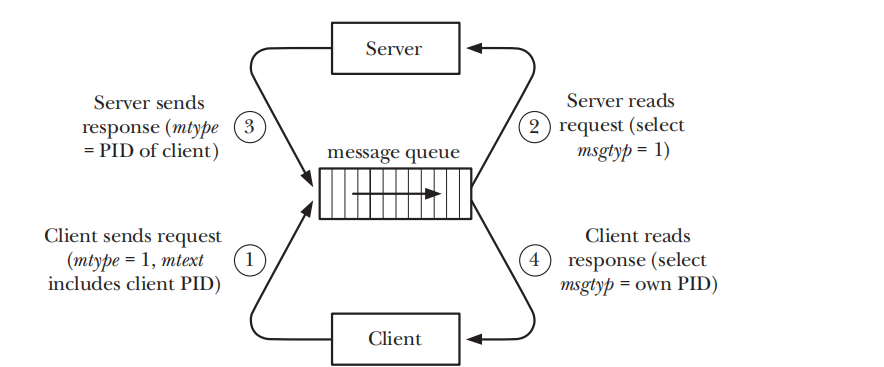 Server
Server sends
response (mtype
= PID of client)
3
2
Server reads
request (select
msgtyp = 1)
message queue
Client sends request
(mtype = 1, mtext
includes client PID)
1
4
Client reads
response (select
msgtyp = own PID)
Client